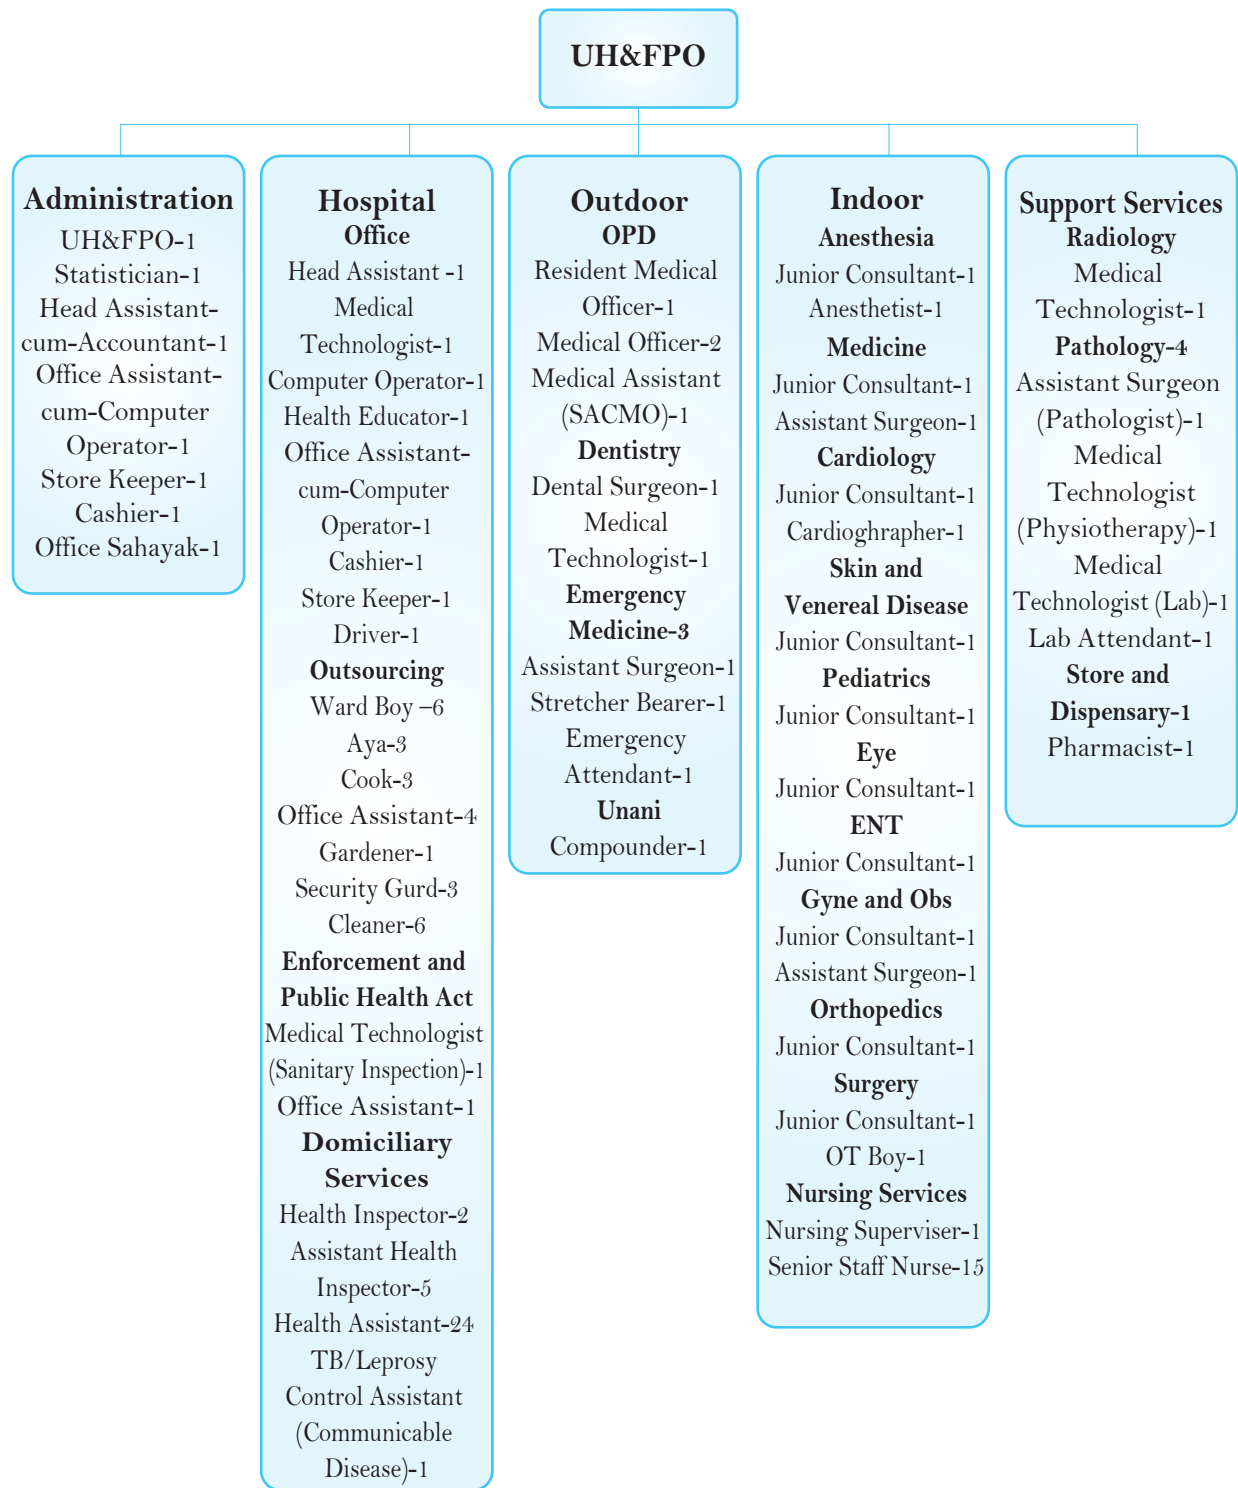 UH&FPO
Administration
UH&FPO-1
Statistician-1
Head Assistant-
cum-Accountant-1
Office Assistant-
cum-Computer
Operator-1
Store Keeper-1
Cashier-1
Office Sahayak-1
Hospital
Office
Head Assistant -1
Medical
Technologist-1
Computer Operator-1
Health Educator-1
Office Assistant-
cum-Computer
Operator-1
Cashier-1
Store Keeper-1
Driver-1
Outsourcing
Ward Boy –6
Aya-3
Cook-3
Office Assistant-4
Gardener-1
Security Gurd-3
Cleaner-6
Enforcement and
Public Health Act
Medical Technologist
(Sanitary Inspection)-1
Office Assistant-1
Domiciliary
Services
Health Inspector-2
Assistant Health
Inspector-5
Health Assistant-24
TB/Leprosy
Control Assistant
(Communicable
Disease)-1
Outdoor
OPD
Resident Medical
Officer-1
Medical Officer-2
Medical Assistant
(SACMO)-1
Dentistry
Dental Surgeon-1
Medical
Technologist-1
Emergency
Medicine-3
Assistant Surgeon-1
Stretcher Bearer-1
Emergency
Attendant-1
Unani
Compounder-1
Indoor
Anesthesia
Junior Consultant-1
Anesthetist-1
Medicine
Junior Consultant-1
Assistant Surgeon-1
Cardiology
Junior Consultant-1
Cardioghrapher-1
Skin and
Venereal Disease
Junior Consultant-1
Pediatrics
Junior Consultant-1
Eye
Junior Consultant-1
ENT
Junior Consultant-1
Gyne and Obs
Junior Consultant-1
Assistant Surgeon-1
Orthopedics
Junior Consultant-1
Surgery
Junior Consultant-1
OT Boy-1
Nursing Services
Nursing Superviser-1
Senior Staff Nurse-15
Support Services
Radiology
Medical
Technologist-1
Pathology-4
Assistant Surgeon
(Pathologist)-1
Medical
Technologist
(Physiotherapy)-1
Medical
Technologist (Lab)-1
Lab Attendant-1
Store and
Dispensary-1
Pharmacist-1